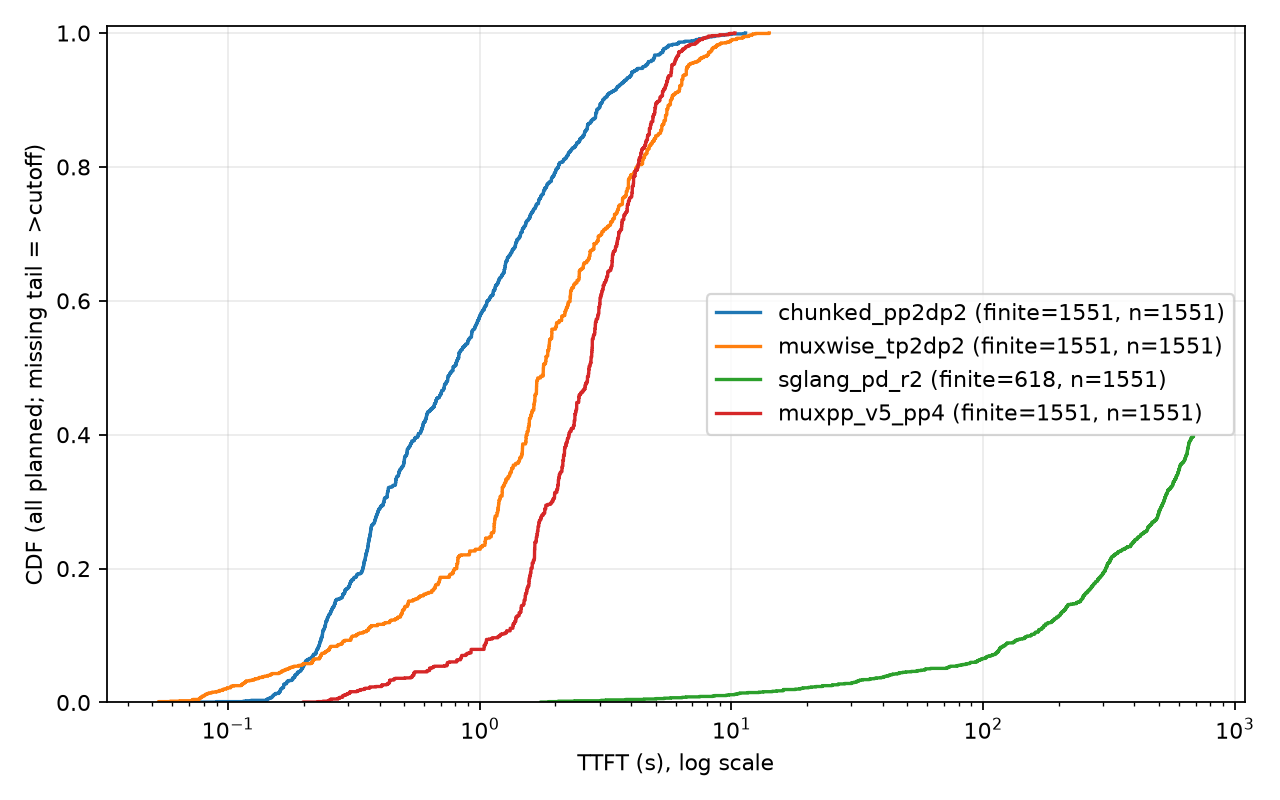 1.0
0.8
0.6
0.4
0.2
0.0
CDF (all planned; missing tail = >cutoff)
chunked_pp2dp2 (finite=1551, n=1551)
muxwise_tp2dp2 (finite=1551, n=1551)
sglang_pd_r2 (finite=618, n=1551)
muxpp_v5_pp4 (finite=1551, n=1551)
10⁻¹ 10⁰ 10¹ 10² 10³
TTFT (s), log scale